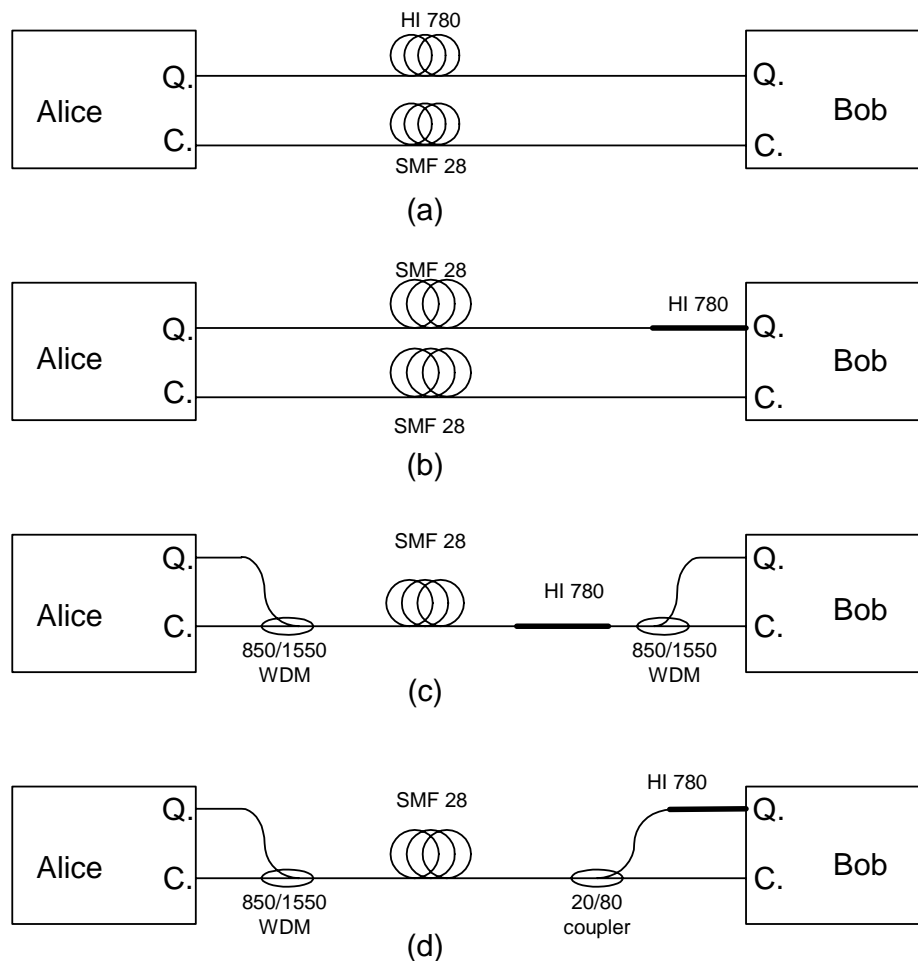 HI 780
Q. Q.
Alice Bob
C. C.
SMF 28
(a)
SMF 28
HI 780
Q. Q.
Alice Bob
C. C.
SMF 28
(b)
SMF 28
Q. Q.
HI 780
Alice Bob
C. C.
850/1550 850/1550
WDM WDM
(c)
HI 780
SMF 28
Q. Q.
Alice Bob
C. C.
850/1550 20/80
WDM coupler
(d)